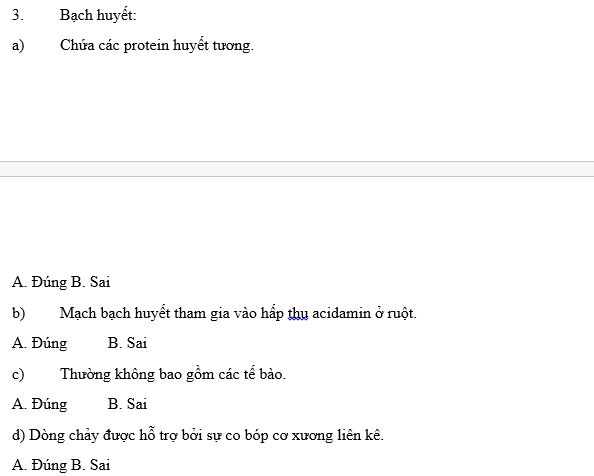 3. Bạch huyết:
a) Chứa các protein huyết tương.
A. Đúng B. Sai
b) Mạch bạch huyết tham gia vào hấp thụ acidamin ở ruột.
A. Đúng B. Sai
c) Thường không bao gồm các tế bào.
A. Đúng B. Sai
d) Dòng chảy được hỗ trợ bởi sự co bóp cơ xương liên kê.
A. Đúng B. Sai